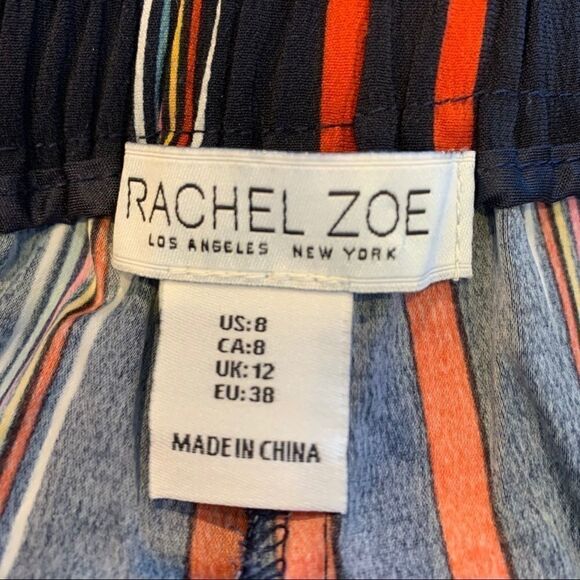 RACHEL ZOE
LOS ANGELES NEW YORK
US:8
CA:8
UK:12
EU:38
MADE IN CHINA